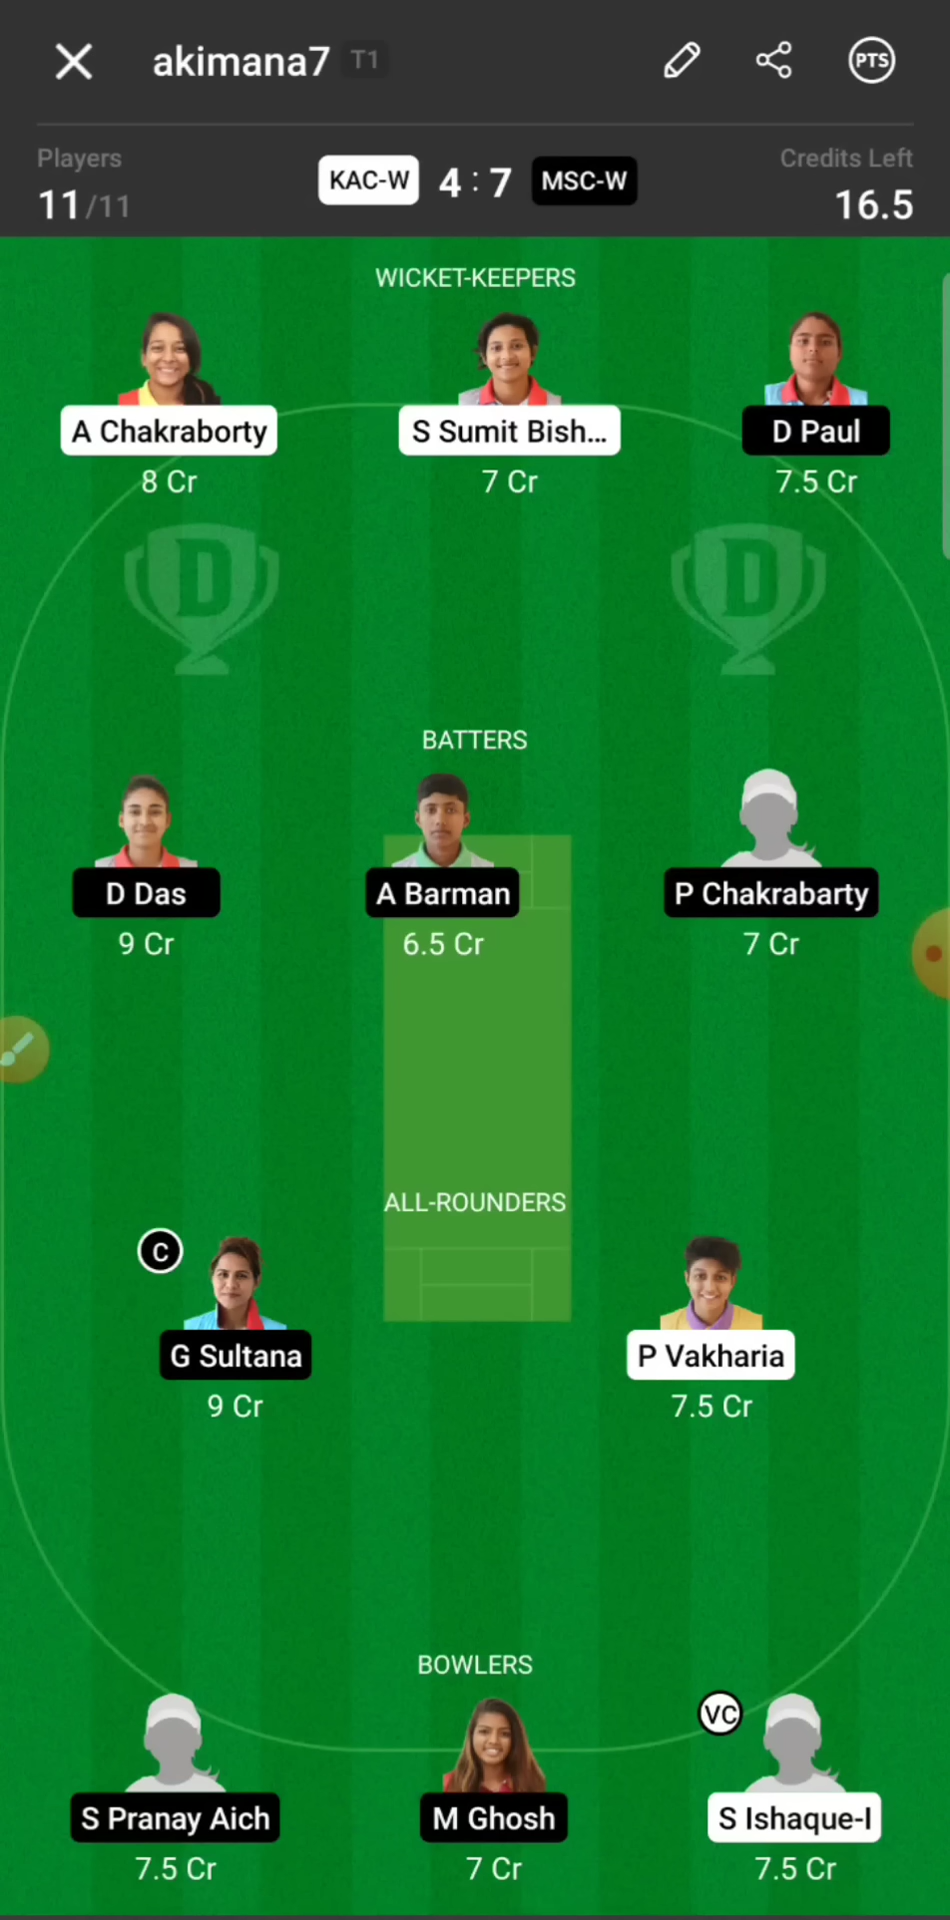 akimana7 T1
PTS
Players
Credits Left
11/11
KAC-W 4 : 7 MSC-W
16.5
WICKET-KEEPERS
A Chakraborty
S Sumit Bish...
D Paul
8 Cr
7 Cr
7.5 Cr
D
D
BATTERS
D Das
A Barman
P Chakrabarty
9 Cr
6.5 Cr
7 Cr
ALL-ROUNDERS
C
G Sultana
P Vakharia
9 Cr
7.5 Cr
BOWLERS
VC
S Pranay Aich
M Ghosh
S Ishaque-I
7.5 Cr
7 Cr
7.5 Cr